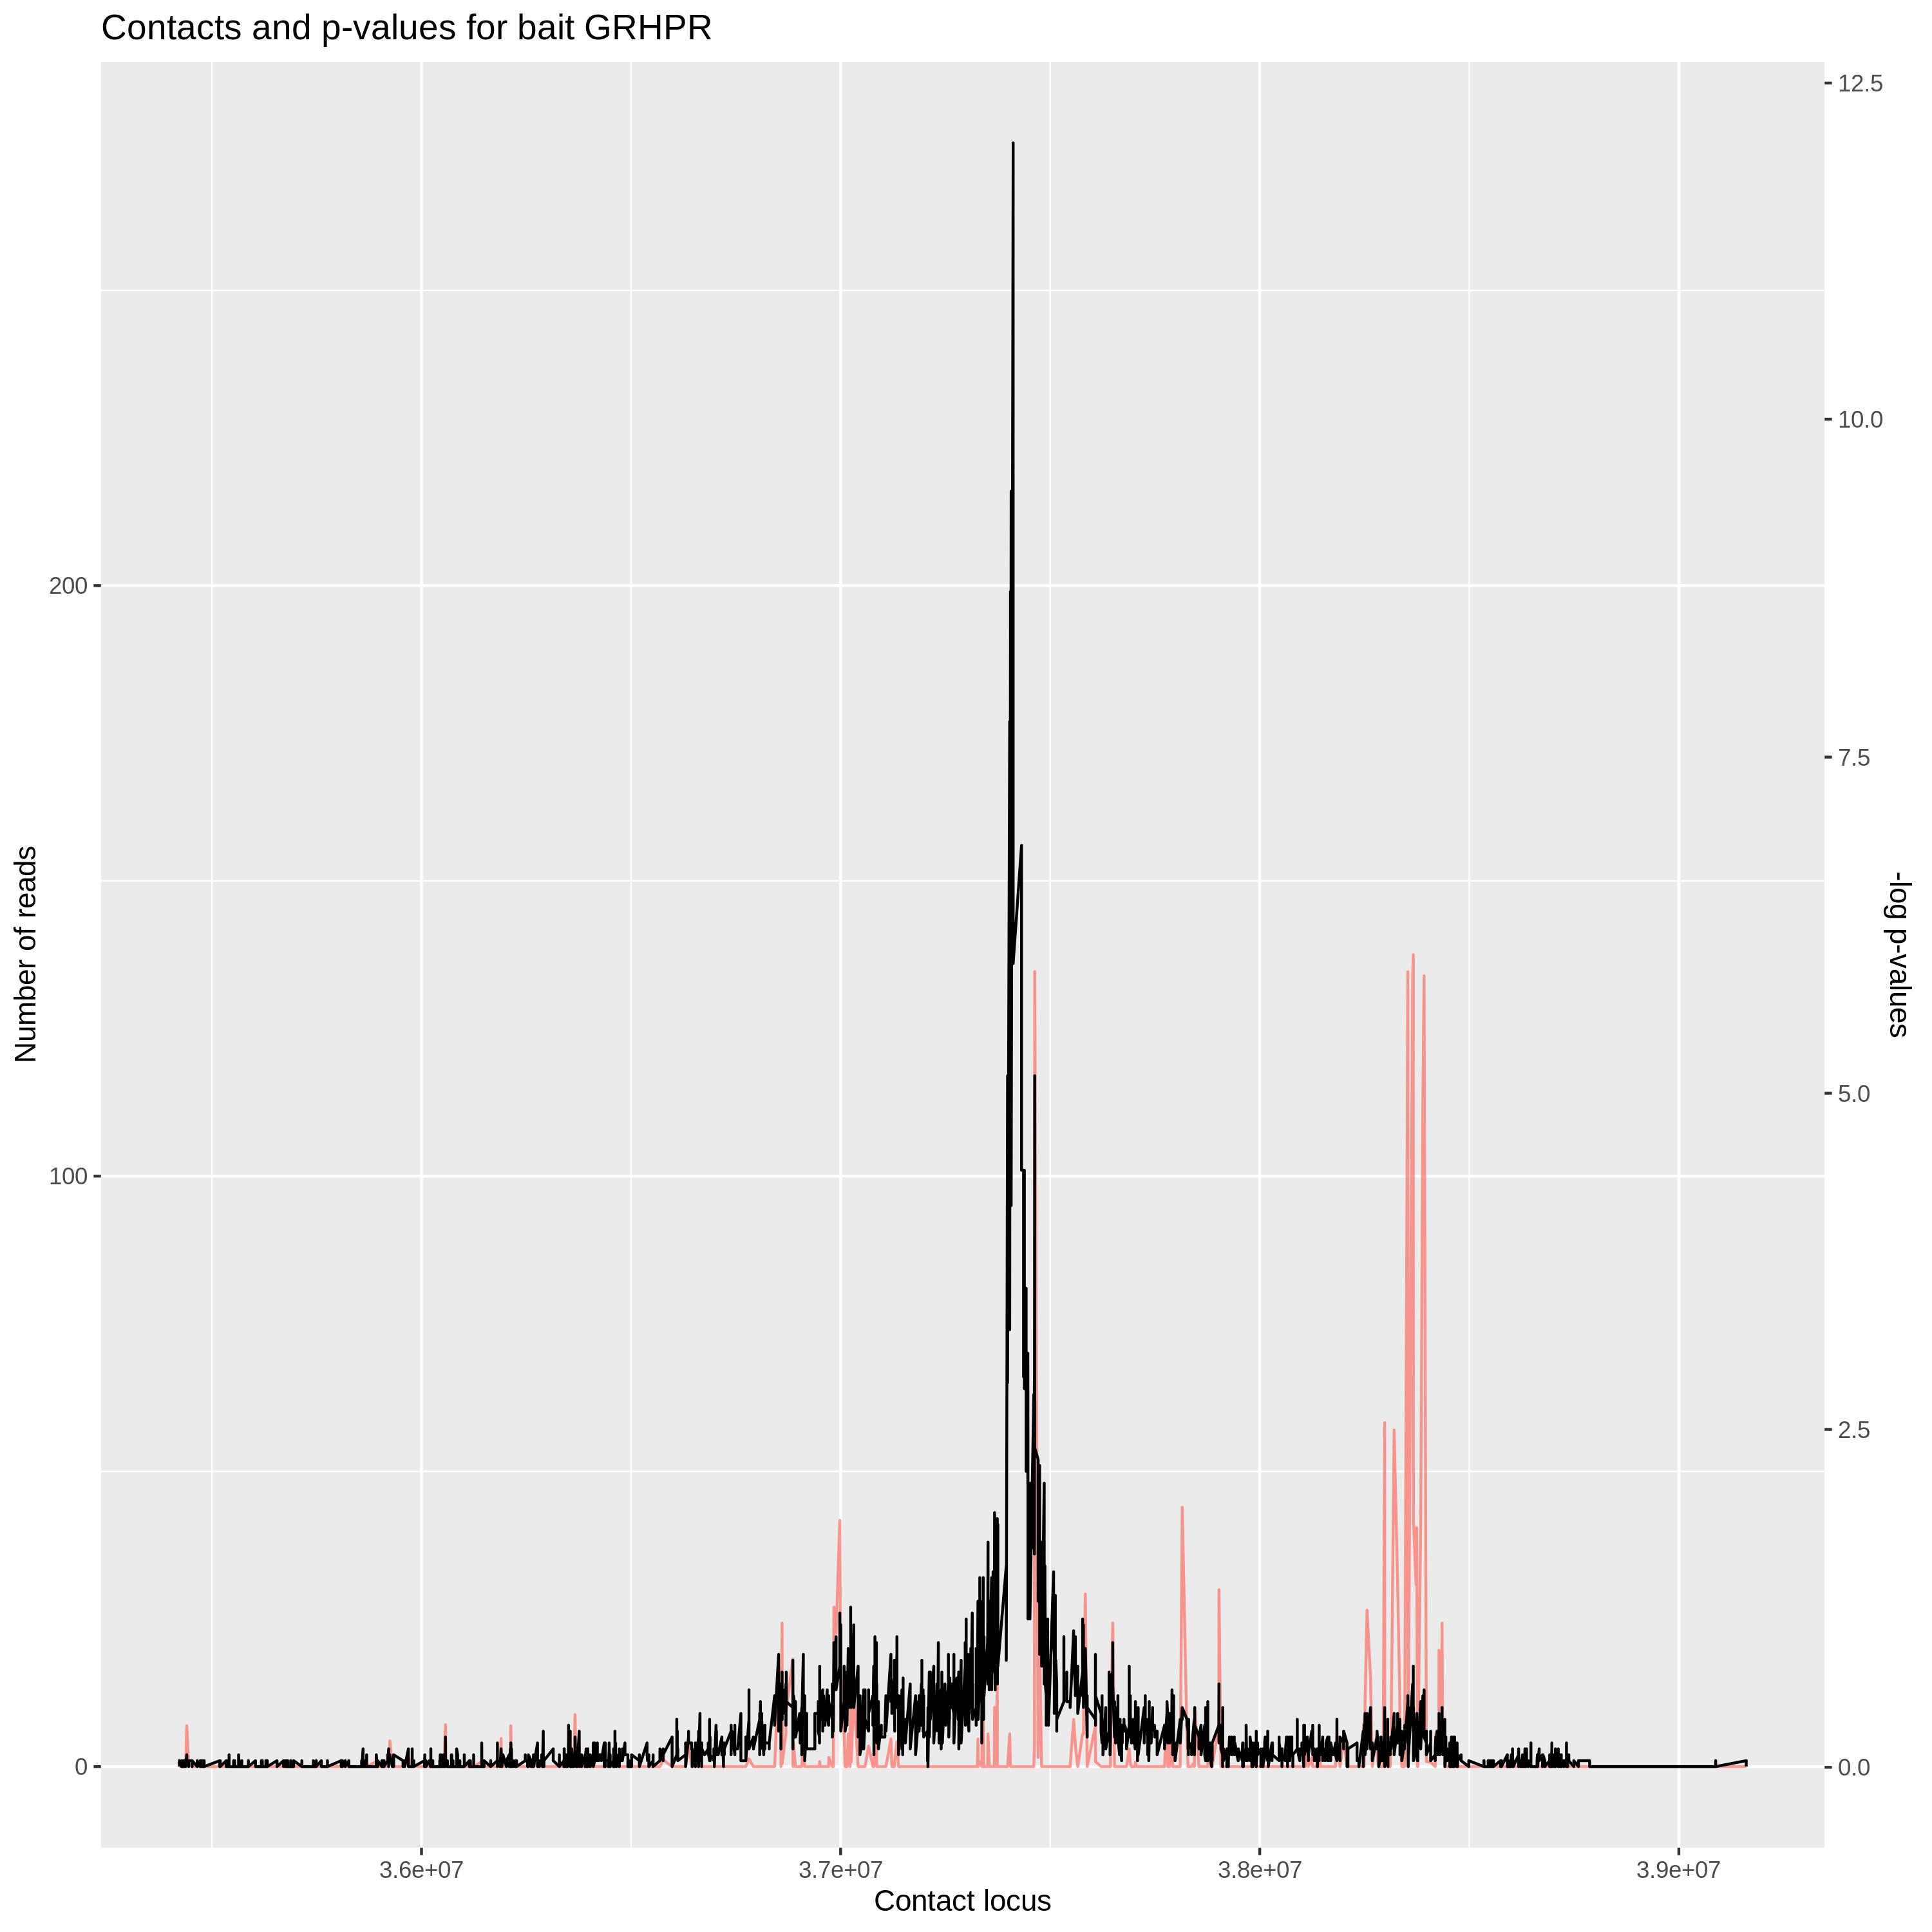 Contacts and p-values for bait GRHPR
Number of reads
200
100
0
12.5
10.0
7.5
5.0
2.5
0.0
-log p-values
3.6e+07
3.7e+07
3.8e+07
3.9e+07
Contact locus